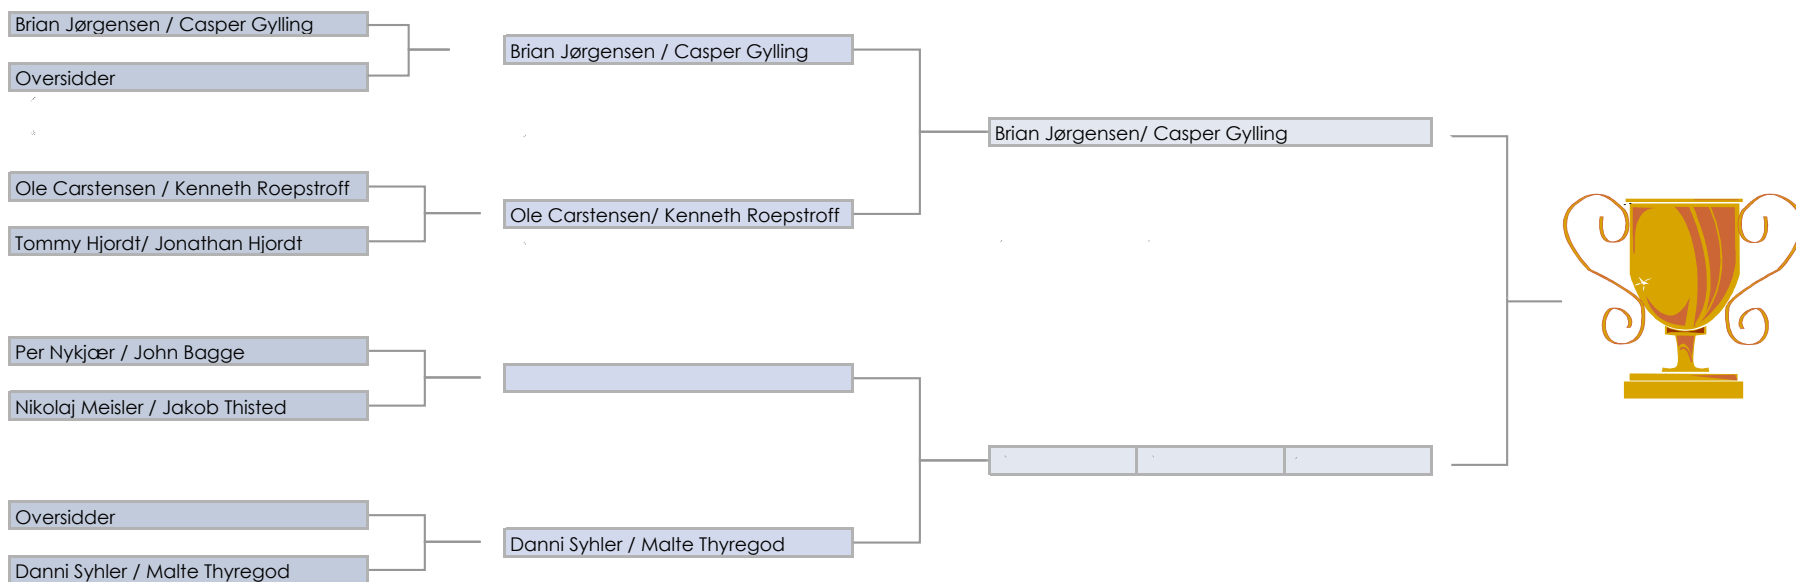 Brian Jørgensen / Casper Gylling
Oversidder
Ole Carstensen / Kenneth Roepstroff
Tommy Hjordt/ Jonathan Hjordt
Per Nykjær / John Bagge
Nikolaj Meisler / Jakob Thisted
Oversidder
Danni Syhler / Malte Thyregod
Brian Jørgensen / Casper Gylling
Ole Carstensen/ Kenneth Roepstroff
Danni Syhler / Malte Thyregod
Brian Jørgensen/ Casper Gylling